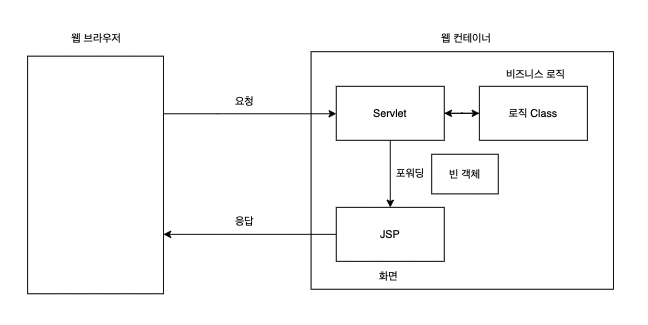 웹 브라우저
웹 컨테이너
비즈니스 로직
요청
Servlet
로직 Class
포워딩
빈 객체
응답
JSP
화면